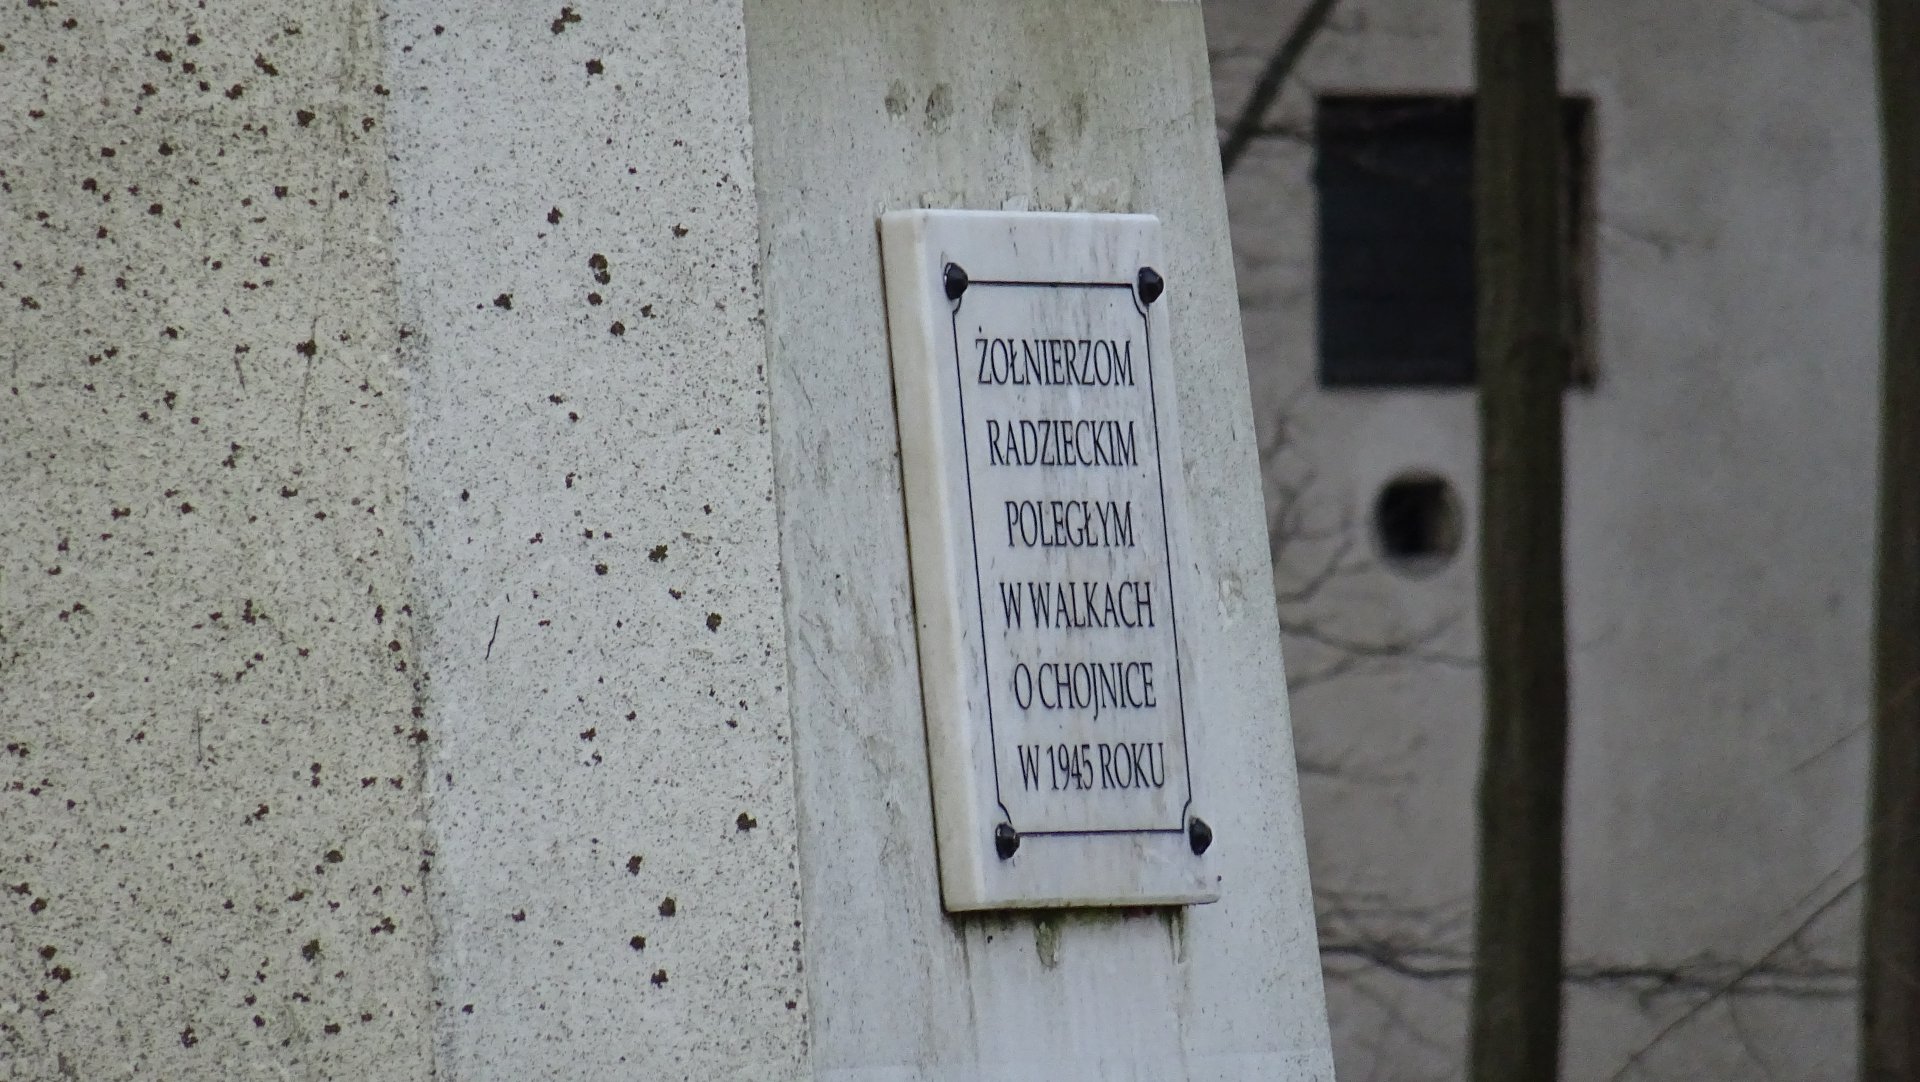 ŻOŁNIERZOM
RADZIECKIM
POLEGŁYM
W WALKACH
O CHOJNICE
W 1945 ROKU